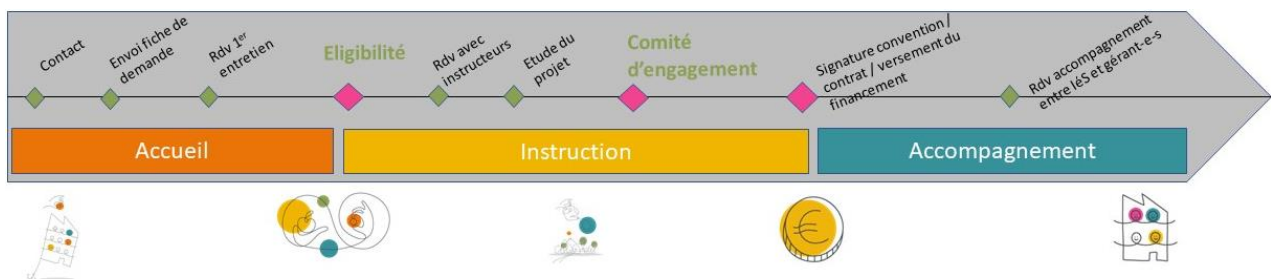 Contact
Envoi fiche de
demande
Rdv 1er
entretien
Eligibilité
Rdv avec
instructeurs
Etude du
projet
Comité
d'engagement
Signature convention /
contrat / versement du
financement
Rdv accompagnement
entre IéS et gérant-e-s
Accueil
Instruction
Accompagnement
€